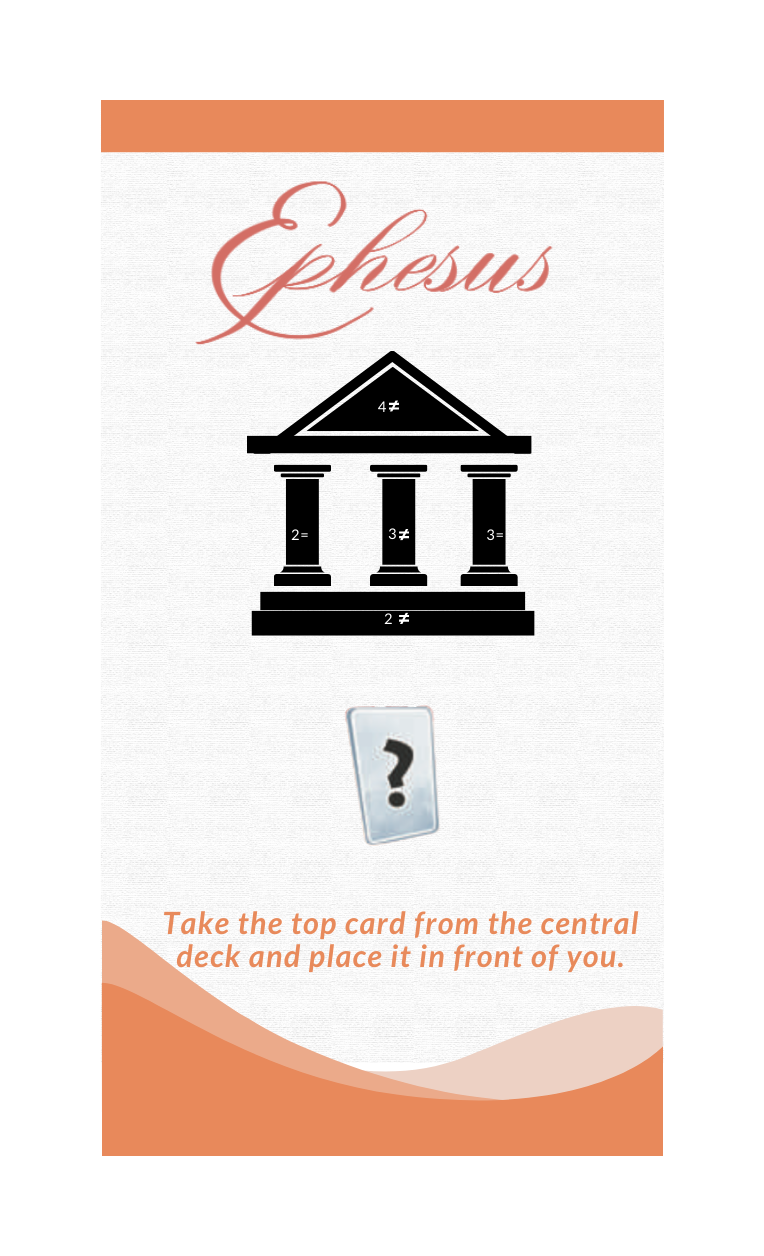 Ephesus
4≠
2= 3≠ 3=
2 ≠
?
Take the top card from the central
deck and place it in front of you.